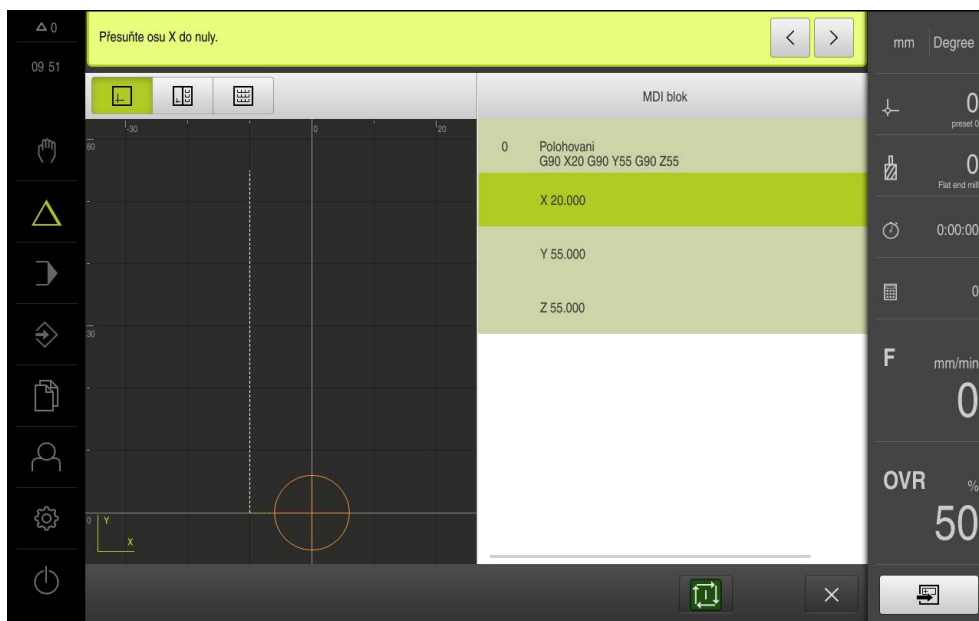 0
09 51
Přesuňte osu X do nuly.
-30
0
20
60
30
0
Y
X
MDI blok
0 Polohovani
G90 X20 G90 Y55 G90 Z55
X 20.000
Y 55.000
Z 55.000
mm Degree
0
preset 0
0
Flat end mill
0:00:00
0
F mm/min
0
OVR %
50